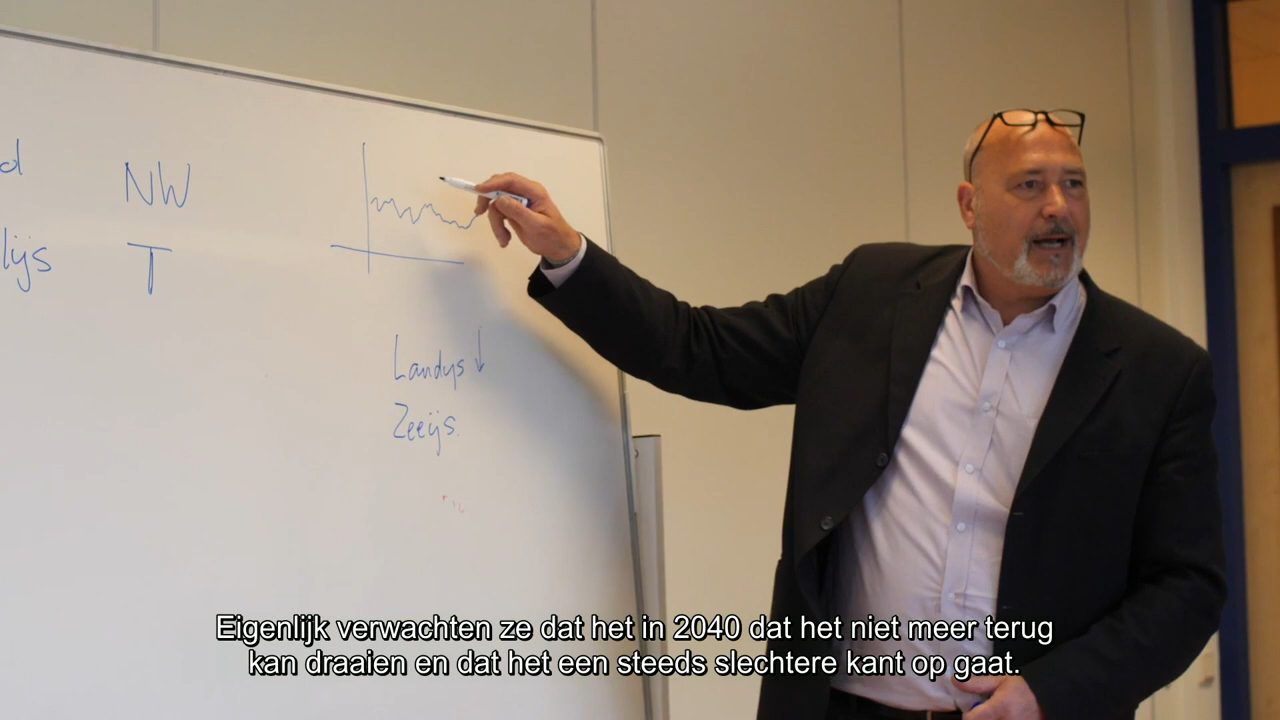 d
NW
lijs
T
Landijs ↓
Zeeijs
Eigenlijk verwachten ze dat het in 2040 dat het niet meer terug
kan draaien en dat het een steeds slechtere kant op gaat.